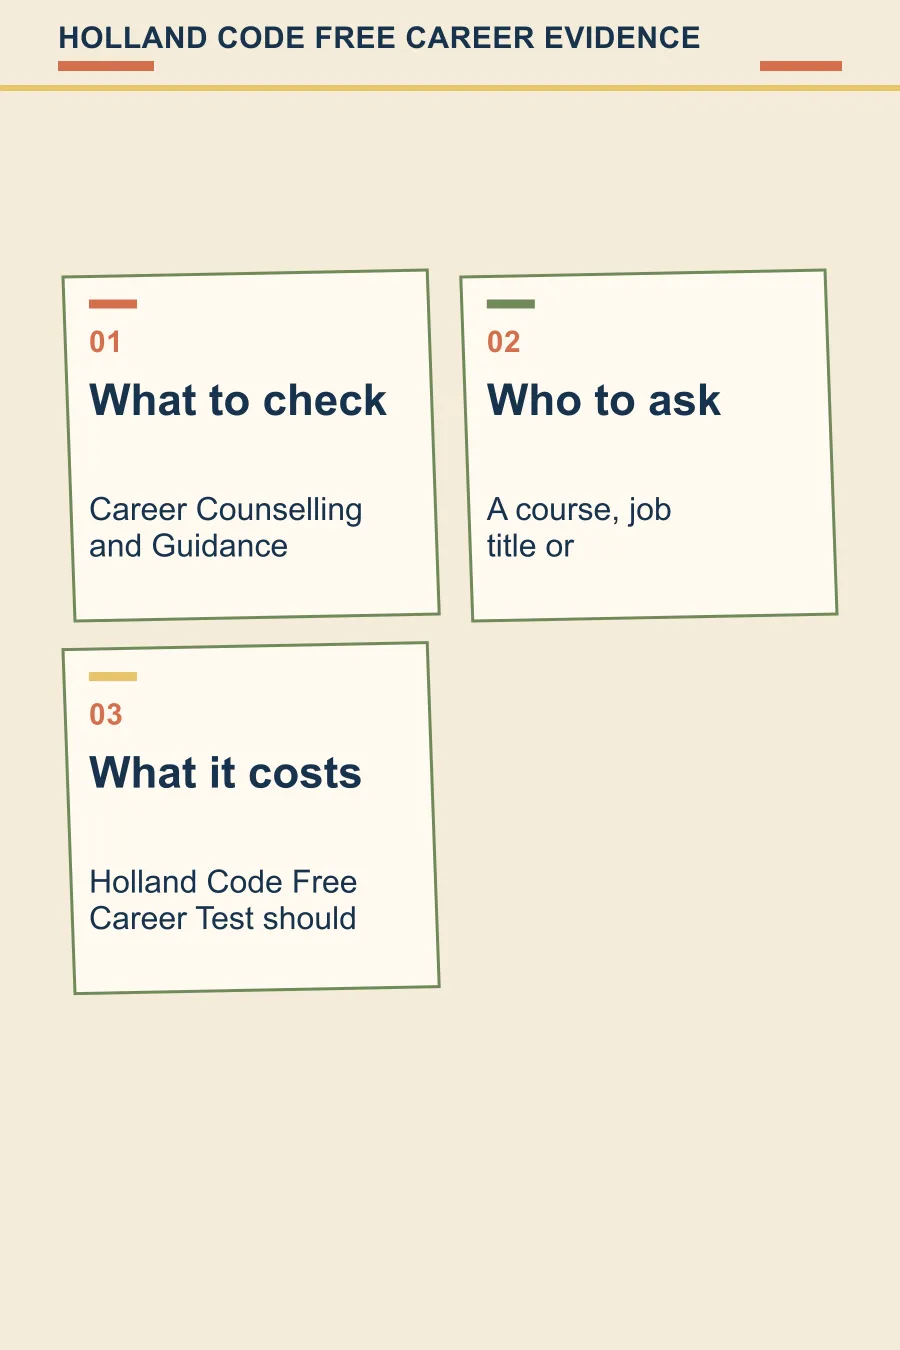 HOLLAND CODE FREE CAREER EVIDENCE
01
What to check
Career Counselling
and Guidance
02
Who to ask
A course, job
title or
03
What it costs
Holland Code Free
Career Test should